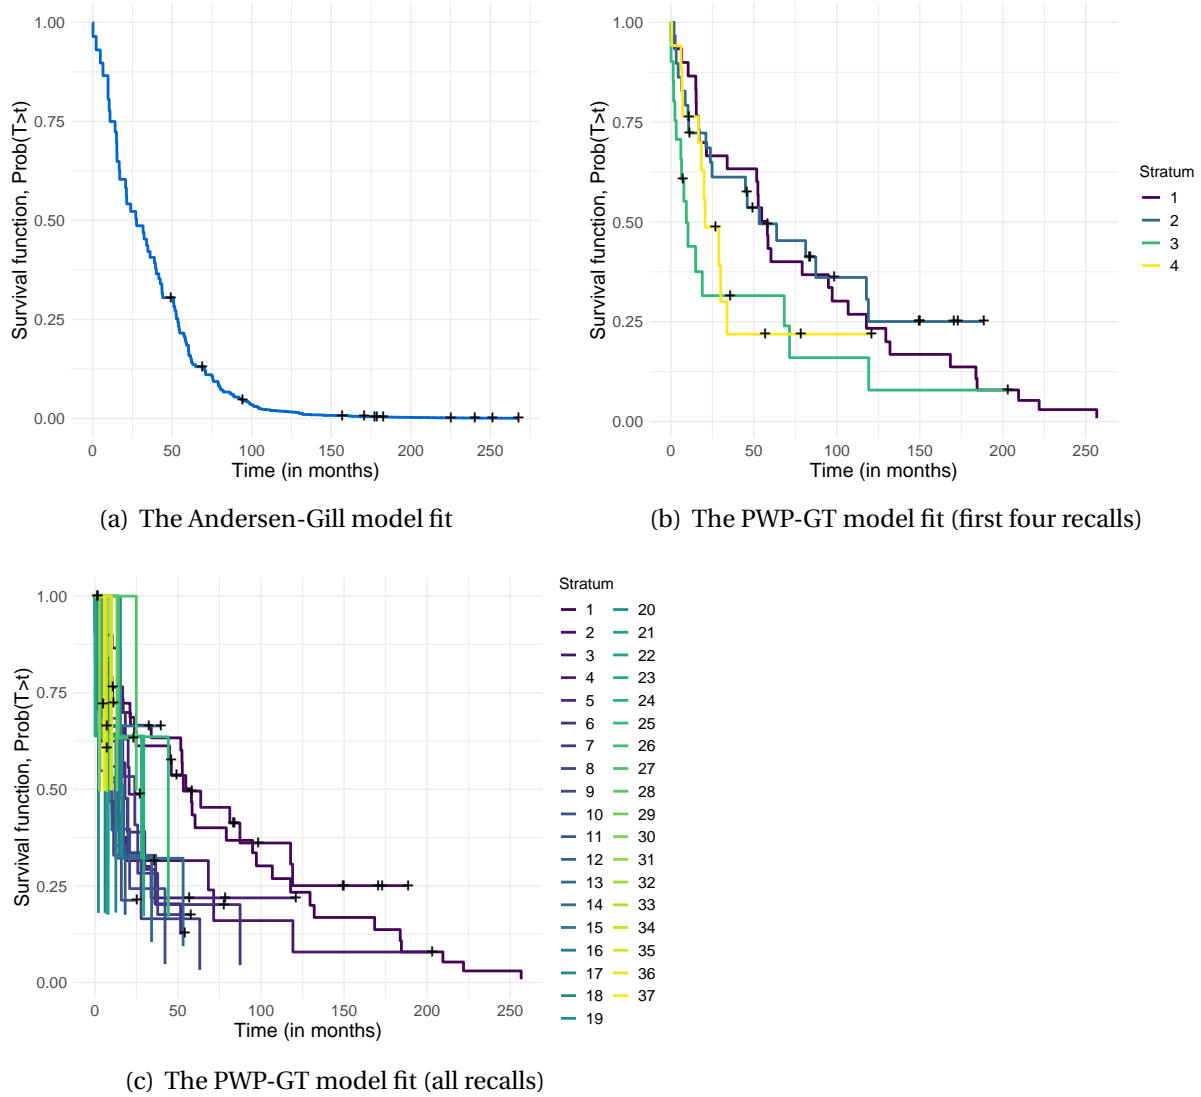 Survival function, Prob(T>t)
1.00
0.75
0.50
0.25
0.00
0 50 100 150 200 250
Time (in months)
(a) The Andersen-Gill model fit
Survival function, Prob(T>t)
1.00
0.75
0.50
0.25
0.00
0 50 100 150 200 250
Time (in months)
Stratum
1
2
3
4
(b) The PWP-GT model fit (first four recalls)
Survival function, Prob(T>t)
1.00
0.75
0.50
0.25
0.00
0 50 100 150 200 250
Time (in months)
Stratum
1 20
2 21
3 22
4 23
5 24
6 25
7 26
8 27
9 28
10 29
11 30
12 31
13 32
14 33
15 34
16 35
17 36
18 37
19
(c) The PWP-GT model fit (all recalls)